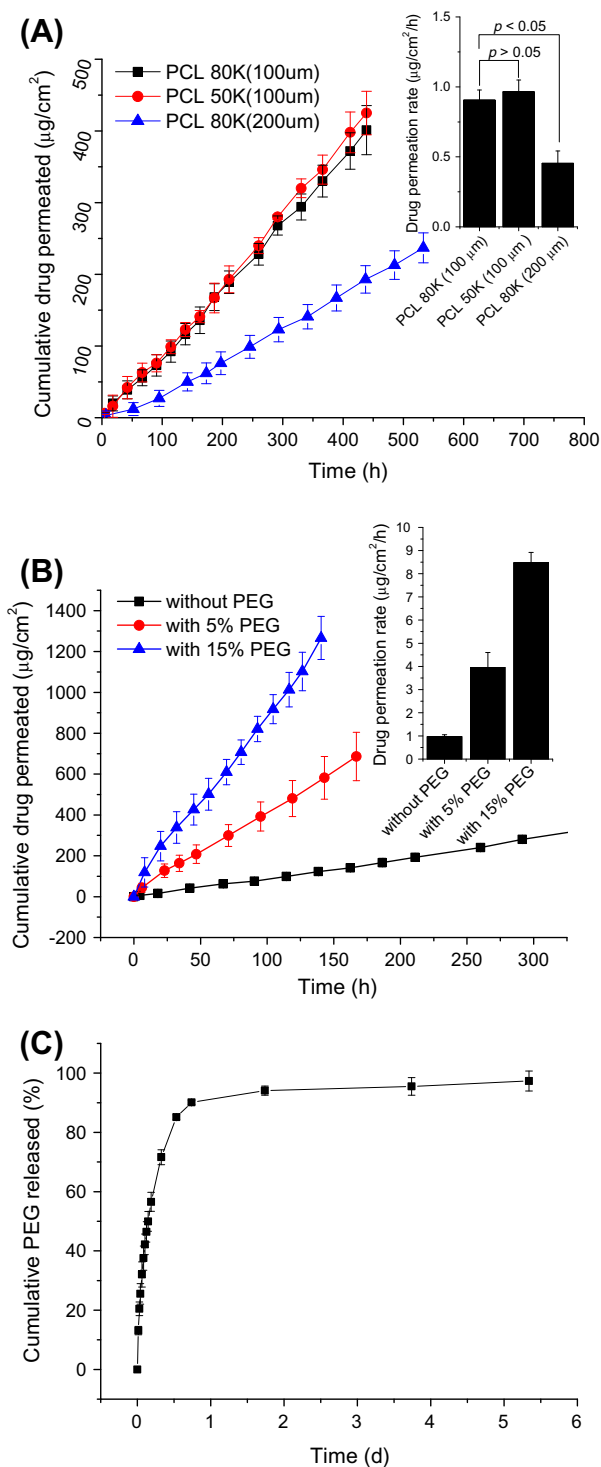 (A)
PCL 80K(100um)
PCL 50K(100um)
PCL 80K(200um)
Cumulative drug permeated (μg/cm²)
500
400
300
200
100
0
0 100 200 300 400 500 600 700 800
Time (h)
Drug permeation rate (μg/cm²/h)
1.5
1.0
0.5
0.0
p < 0.05
p > 0.05
PCL 80K (100 μm)
PCL 50K (100 μm)
PCL 80K (200 μm)
(B)
without PEG
with 5% PEG
with 15% PEG
Cumulative drug permeated (μg/cm²)
1400
1200
1000
800
600
400
200
0
-200
0 50 100 150 200 250 300
Time (h)
Drug permeation rate (μg/cm²/h)
10
9
8
7
6
5
4
3
2
1
0
without PEG
with 5% PEG
with 15% PEG
(C)
Cumulative PEG released (%)
100
80
60
40
20
0
0 1 2 3 4 5 6
Time (d)